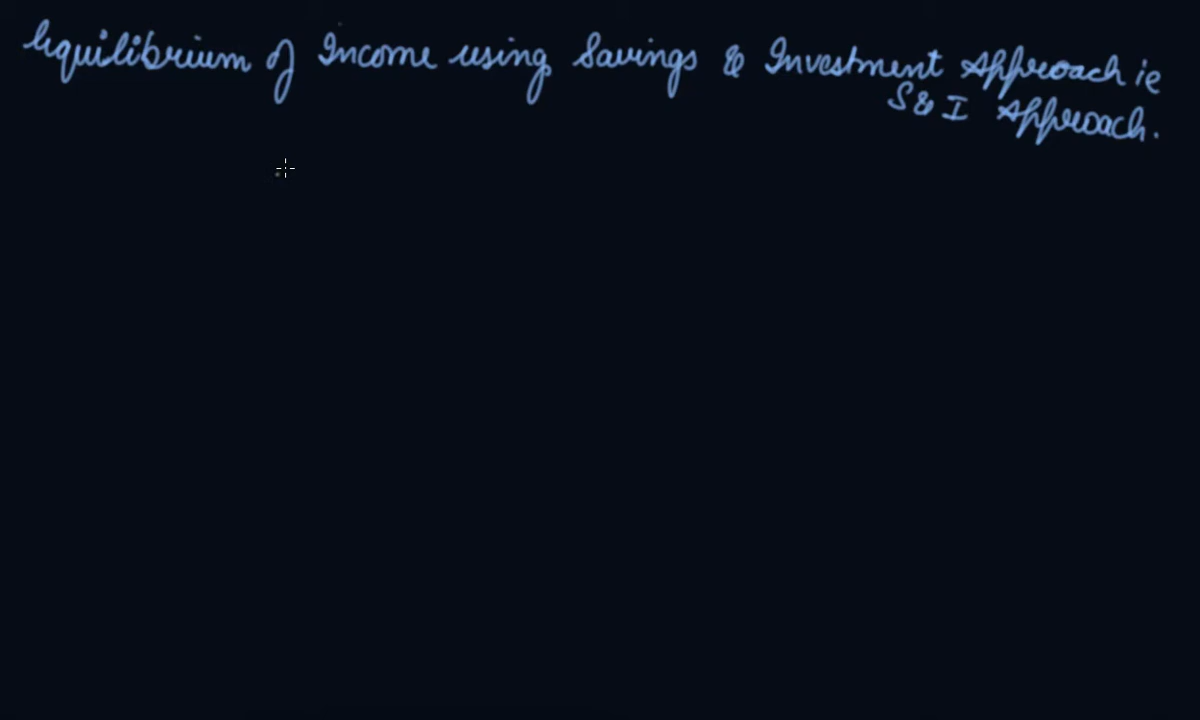 Equilibrium of Income using Savings & Investment Approach ie
S & I Approach.